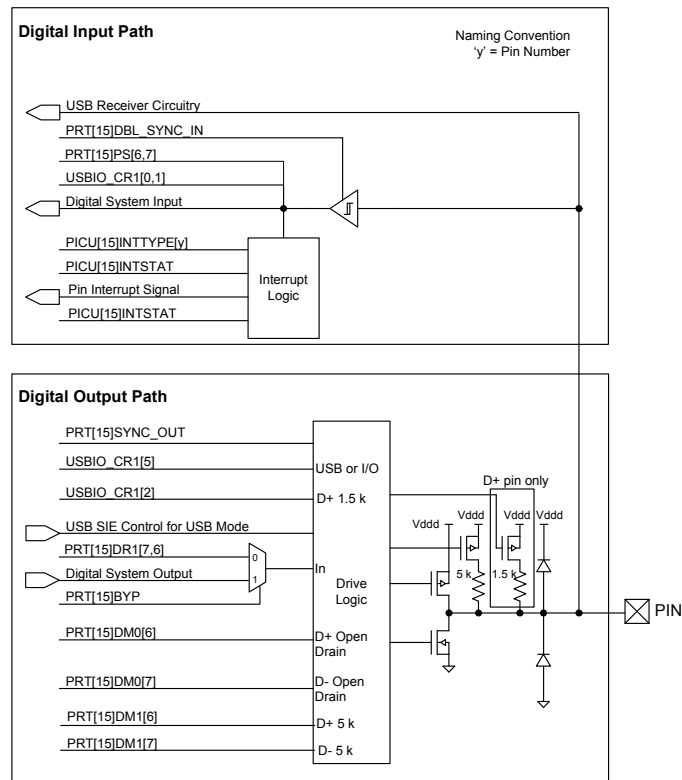 Digital Input Path
Naming Convention
‘y’ = Pin Number
USB Receiver Circuitry
PRT[15]DBL_SYNC_IN
PRT[15]PS[6,7]
USBIO_CR1[0,1]
Digital System Input
PICU[15]INTTYPE[y]
PICU[15]INTSTAT
Pin Interrupt Signal
PICU[15]INTSTAT
Interrupt
Logic
Digital Output Path
PRT[15]SYNC_OUT
USBIO_CR1[5]
USB or I/O
D+ pin only
USBIO_CR1[2]
D+ 1.5 k
Vddd
Vddd
Vddd
Vddd
USB SIE Control for USB Mode
PRT[15]DR1[7,6]
0
In
Digital System Output
1
PRT[15]BYP
Drive
Logic
5 k
1.5 k
PIN
PRT[15]DM0[6]
D+ Open
Drain
PRT[15]DM0[7]
D- Open
Drain
PRT[15]DM1[6]
D+ 5 k
PRT[15]DM1[7]
D- 5 k